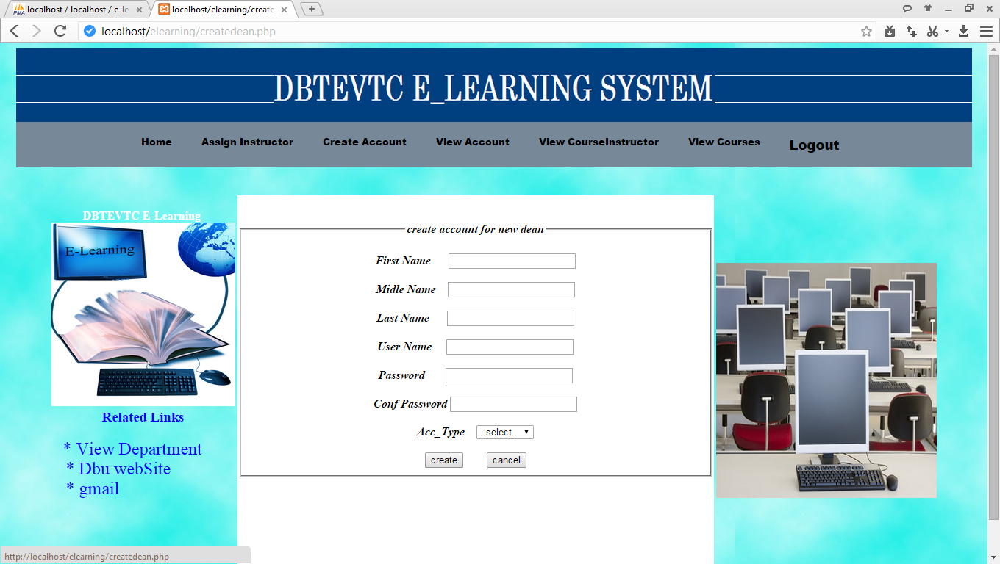 localhost / localhost / e-le
localhost/elearning/create
localhost/elearning/createdean.php
DBTEVTC E_LEARNING SYSTEM
Home Assign Instructor Create Account View Account View CourseInstructor View Courses Logout
DBTEVTC E-Learning
E-Learning
Related Links
* View Department
* Dbu webSite
* gmail
create account for new dean
First Name
Midle Name
Last Name
User Name
Password
Conf Password
Acc_Type ..select..
create cancel
http://localhost/elearning/createdean.php